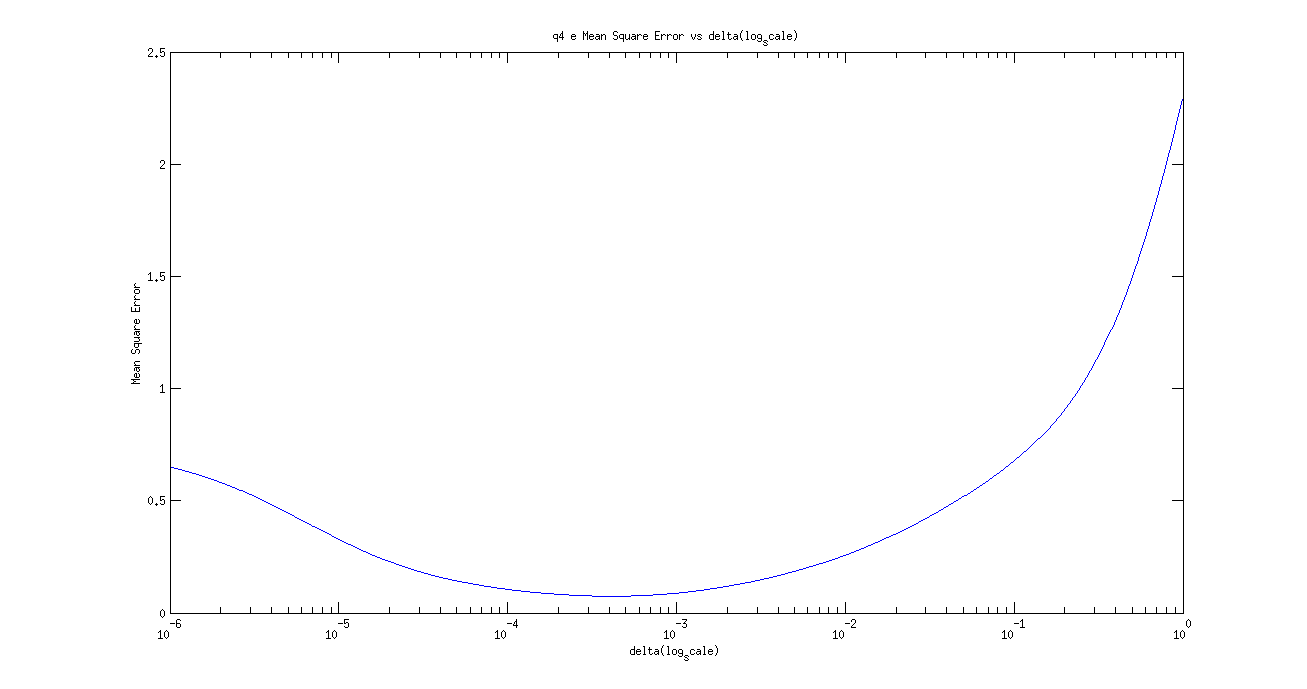 q4 e Mean Square Error vs delta(log_scale)
2.5
2
1.5
1
0.5
0
Mean Square Error
10^-6 10^-5 10^-4 10^-3 10^-2 10^-1 10^0
delta(log_scale)